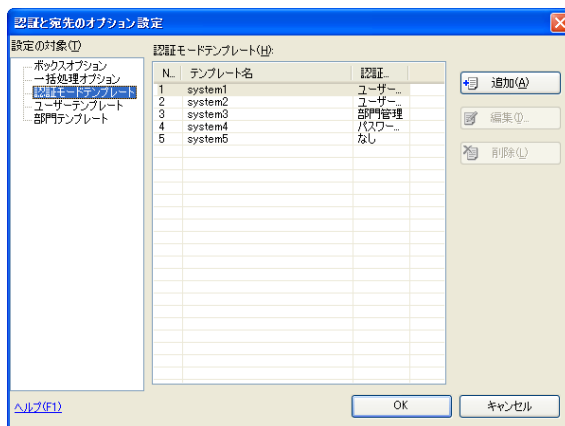 認証と宛先のオプション設定
設定の対象(T)
ボックスオプション
一括処理オプション
認証モードテンプレート
ユーザーテンプレート
部門テンプレート
認証モードテンプレート(H):
N... テンプレート名 認証...
1 system1 ユーザー...
2 system2 ユーザー...
3 system3 部門管理
4 system4 パスワー...
5 system5 なし
追加(A)
編集(I)...
削除(L)
ヘルプ(F1)
OK
キャンセル